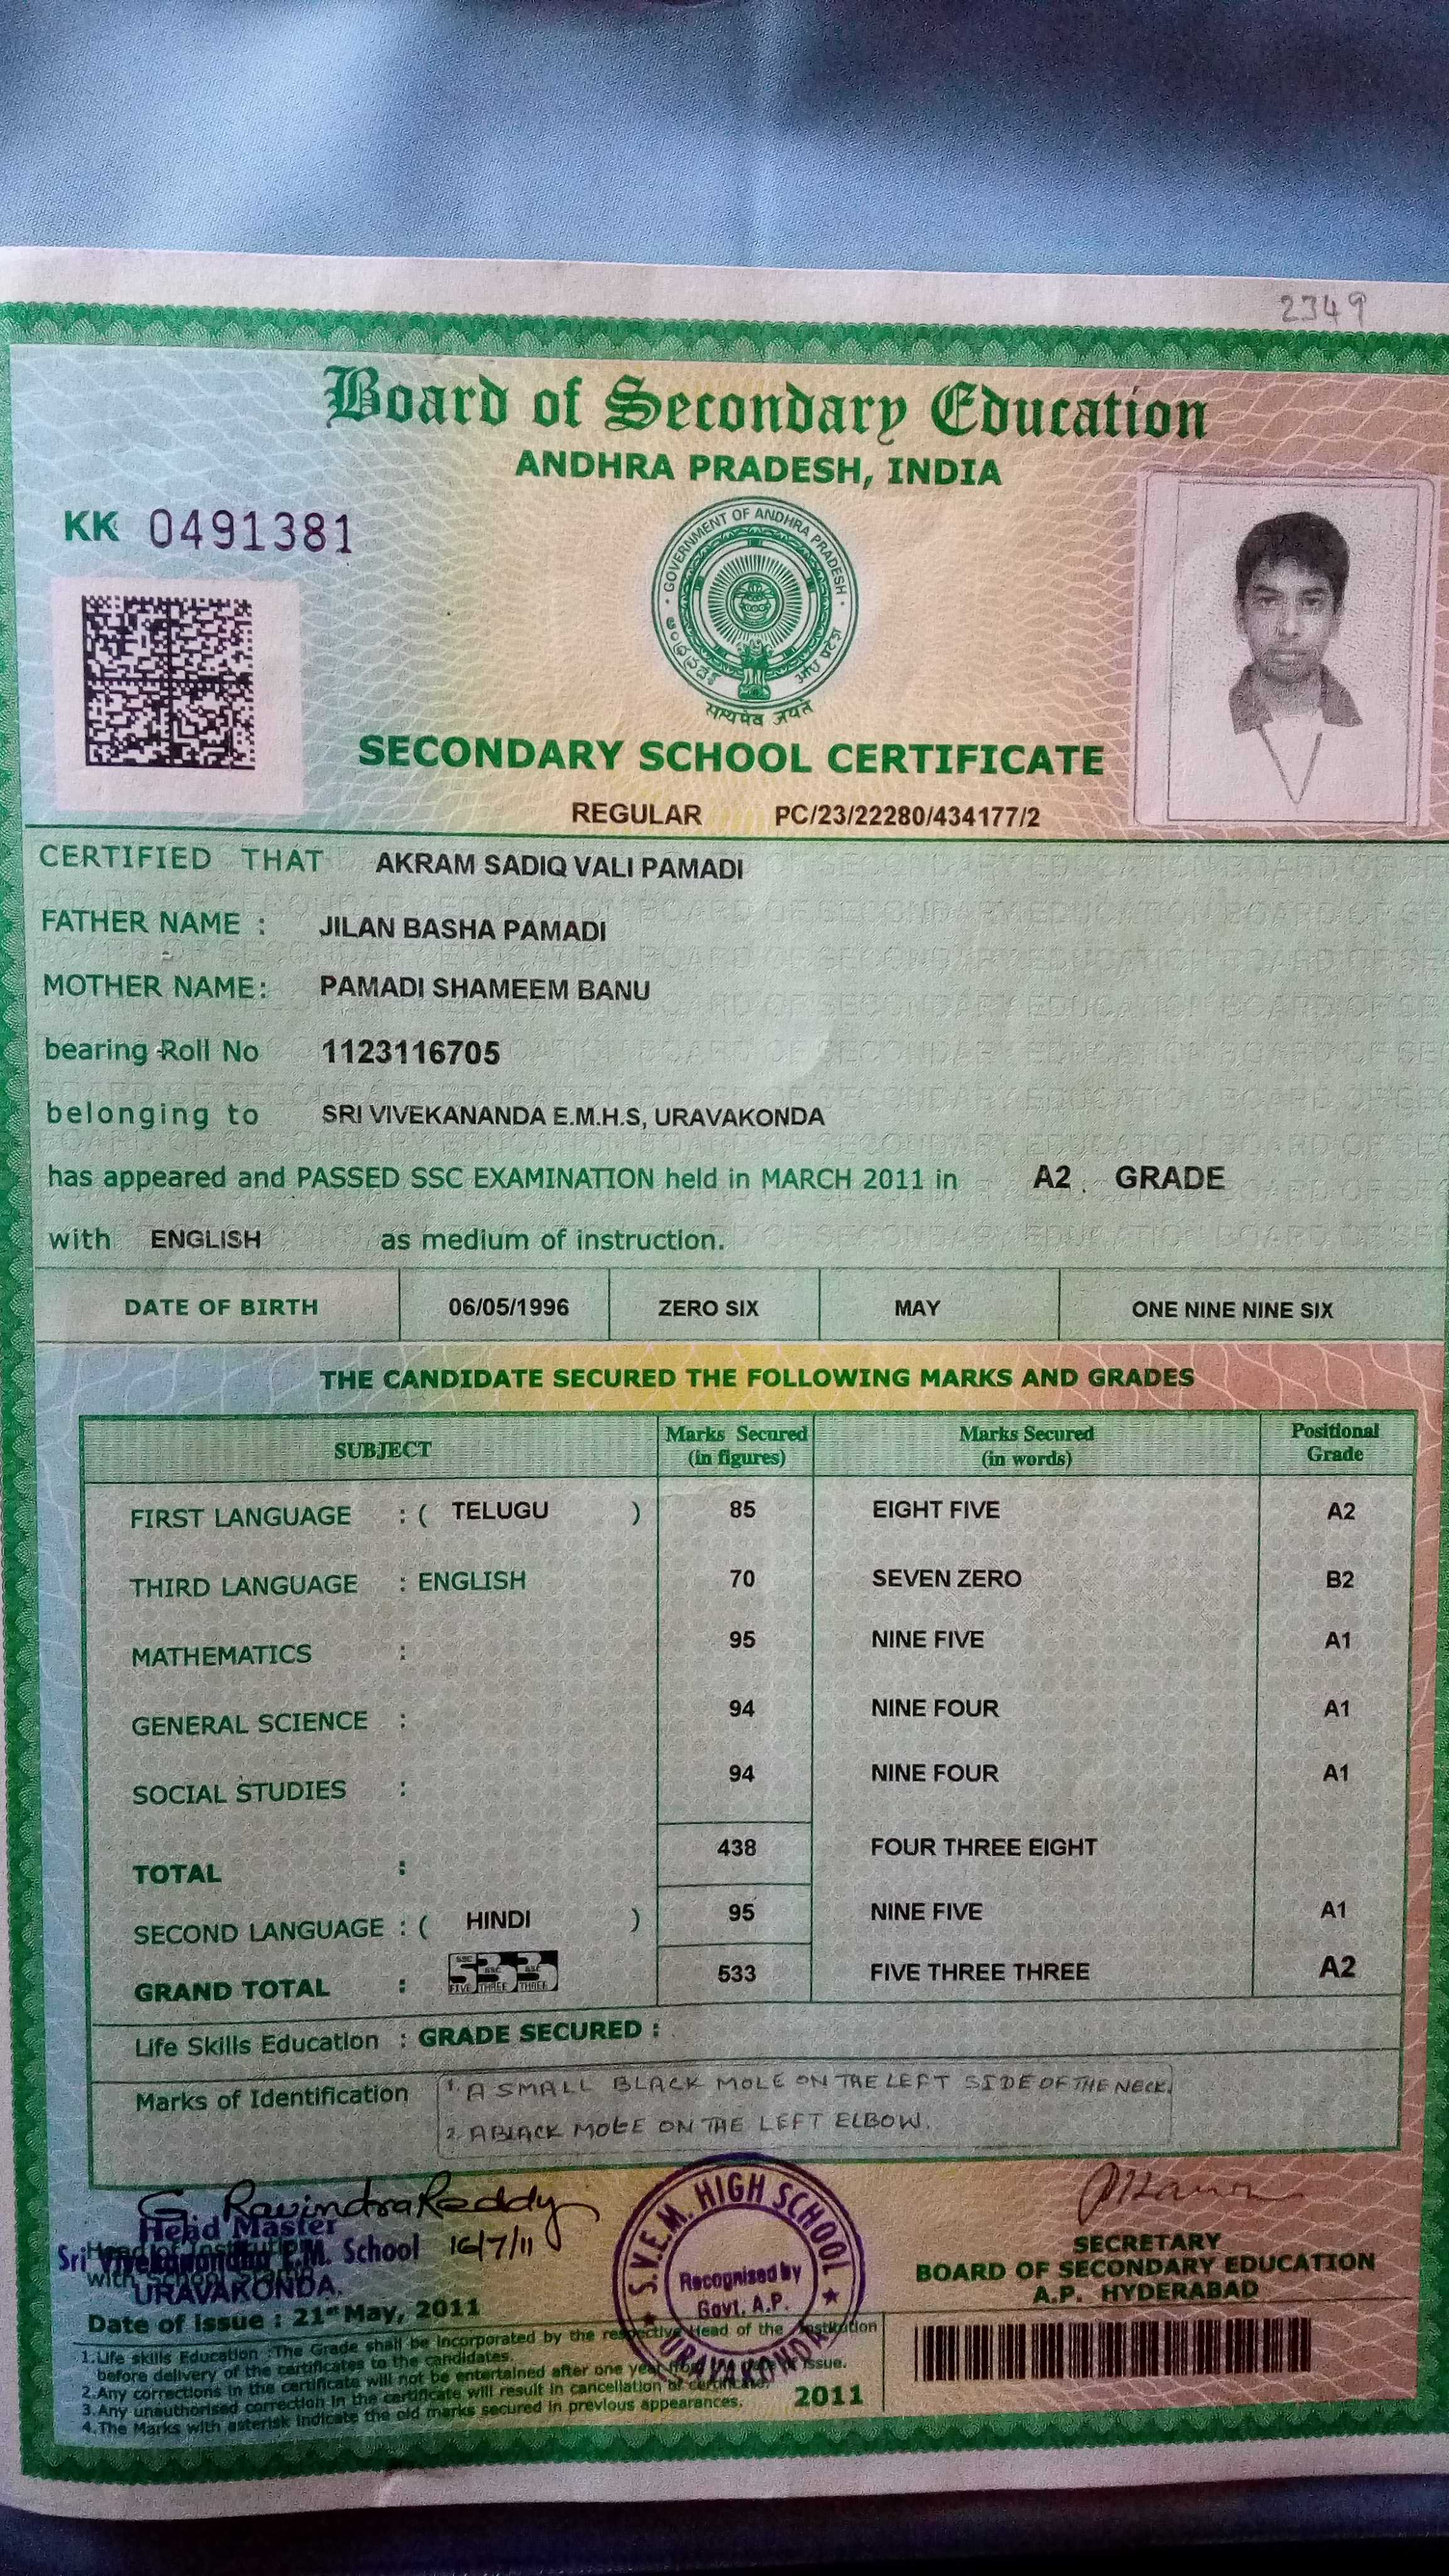 2349
Board of Secondary Education
ANDHRA PRADESH, INDIA
KK 0491381
GOVERNMENT OF ANDHRA PRADESH
सत्यमेव जयते
SECONDARY SCHOOL CERTIFICATE
REGULAR PC/23/22280/434177/2
CERTIFIED THAT AKRAM SADIQ VALI PAMADI
FATHER NAME : JILAN BASHA PAMADI
MOTHER NAME: PAMADI SHAMEEM BANU
bearing Roll No 1123116705
belonging to SRI VIVEKANANDA E.M.H.S, URAVAKONDA
has appeared and PASSED SSC EXAMINATION held in MARCH 2011 in A2 GRADE
with ENGLISH as medium of instruction.
DATE OF BIRTH 06/05/1996 ZERO SIX MAY ONE NINE NINE SIX
THE CANDIDATE SECURED THE FOLLOWING MARKS AND GRADES
SUBJECT Marks Secured (in figures) Marks Secured (in words) Positional Grade
FIRST LANGUAGE : ( TELUGU ) 85 EIGHT FIVE A2
THIRD LANGUAGE : ENGLISH 70 SEVEN ZERO B2
MATHEMATICS : 95 NINE FIVE A1
GENERAL SCIENCE : 94 NINE FOUR A1
SOCIAL STUDIES : 94 NINE FOUR A1
TOTAL : 438 FOUR THREE EIGHT
SECOND LANGUAGE : ( HINDI ) 95 NINE FIVE A1
GRAND TOTAL : 533 FIVE THREE THREE A2
Life Skills Education : GRADE SECURED :
Marks of Identification 1. A SMALL BLACK MOLE ON THE LEFT SIDE OF THE NECK.
2. A BLACK MOLE ON THE LEFT ELBOW.
G. Ravindra Reddy
Head Master
Sri Vivekananda E.M. School 16/7/11
with School Stamp
URAVAKONDA.
S.V.E.M. HIGH SCHOOL
Recognised by
Govt. A.P.
URAVAKONDA
SECRETARY
BOARD OF SECONDARY EDUCATION
A.P. HYDERABAD
Date of Issue : 21st May, 2011
1.Life skills Education :The Grade shall be incorporated by the respective Head of the Institution
before delivery of the certificates to the candidates.
2.Any corrections in the certificate will not be entertained after one year from the date of issue.
3.Any unauthorised correction in the certificate will result in cancellation of certificate.
4.The Marks with asterisk indicate the old marks secured in previous appearances.
2011